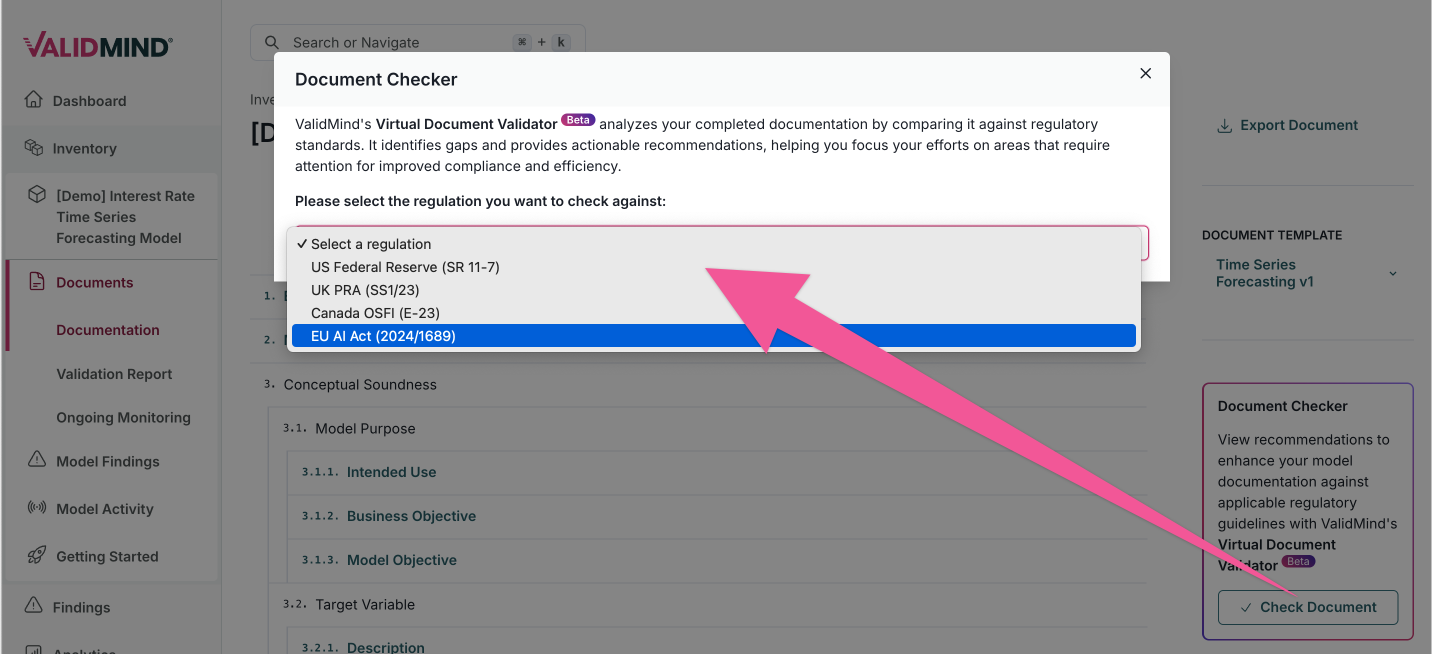 VALIDMIND®
Search or Navigate
⌘ + k
Dashboard
Inventory
[Demo] Interest Rate
Time Series
Forecasting Model
Documents
Documentation
Validation Report
Ongoing Monitoring
Model Findings
Model Activity
Getting Started
Findings
Document Checker
ValidMind's Virtual Document Validator Beta analyzes your completed documentation by comparing it against regulatory
standards. It identifies gaps and provides actionable recommendations, helping you focus your efforts on areas that require
attention for improved compliance and efficiency.
Please select the regulation you want to check against:
✓ Select a regulation
US Federal Reserve (SR 11-7)
UK PRA (SS1/23)
Canada OSFI (E-23)
EU AI Act (2024/1689)
1.
2.
3. Conceptual Soundness
3.1. Model Purpose
3.1.1. Intended Use
3.1.2. Business Objective
3.1.3. Model Objective
3.2. Target Variable
3.2.1. Description
Export Document
DOCUMENT TEMPLATE
Time Series
Forecasting v1
Document Checker
View recommendations to
enhance your model
documentation against
applicable regulatory
guidelines with ValidMind's
Virtual Document
Validator Beta
✓ Check Document